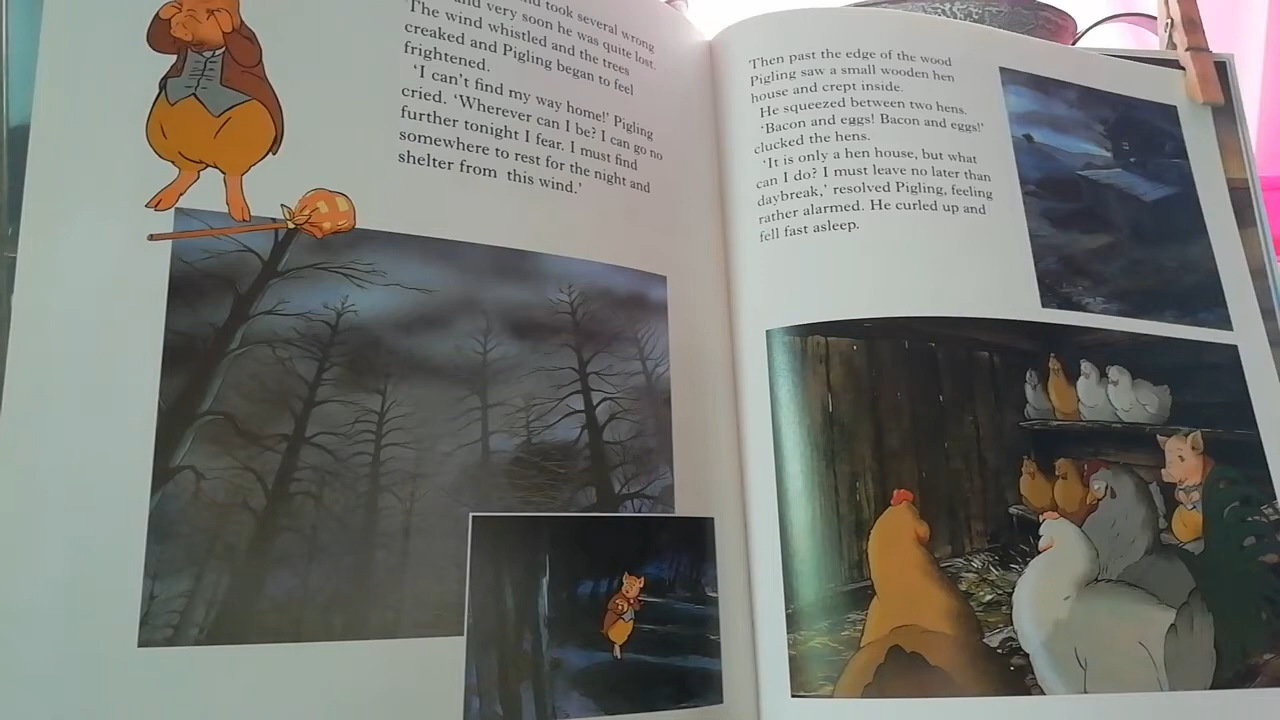 nd took several wrong
and very soon he was quite lost.
The wind whistled and the trees
creaked and Pigling began to feel
frightened.
‘I can’t find my way home!’ Pigling
cried. ‘Wherever can I be? I can go no
further tonight I fear. I must find
somewhere to rest for the night and
shelter from this wind.’
Then past the edge of the wood
Pigling saw a small wooden hen
house and crept inside.
He squeezed between two hens.
‘Bacon and eggs! Bacon and eggs!’
clucked the hens.
‘It is only a hen house, but what
can I do? I must leave no later than
daybreak,’ resolved Pigling, feeling
rather alarmed. He curled up and
fell fast asleep.